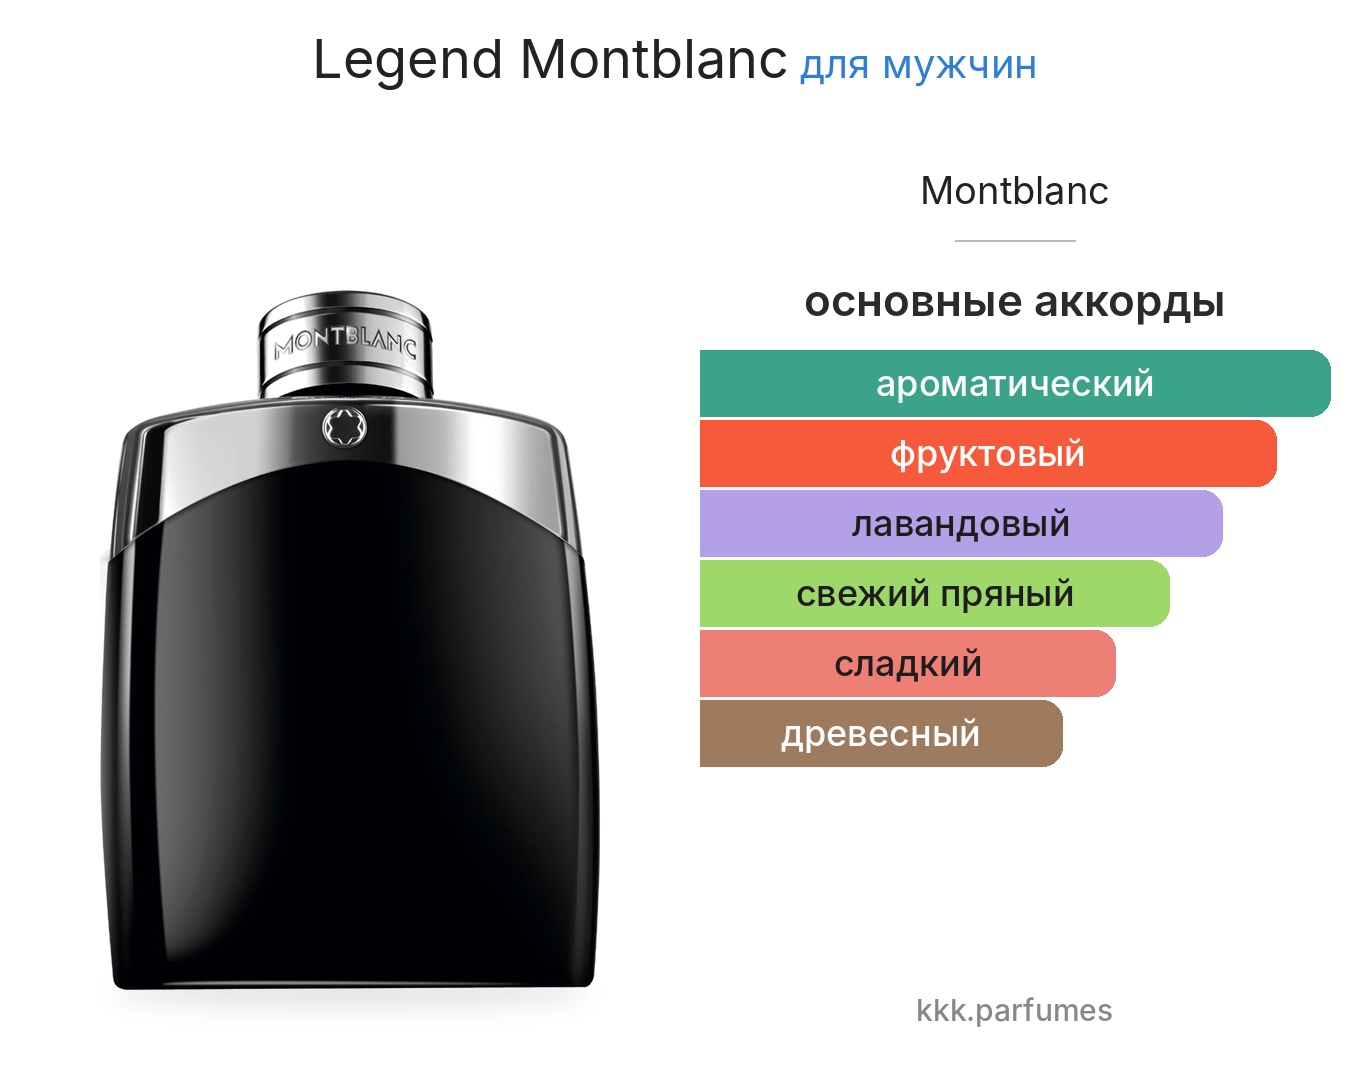 Legend Montblanc для мужчин
Montblanc
основные аккорды
MONTBLANC
ароматический
фруктовый
лавандовый
свежий пряный
сладкий
древесный
kkk.parfumes